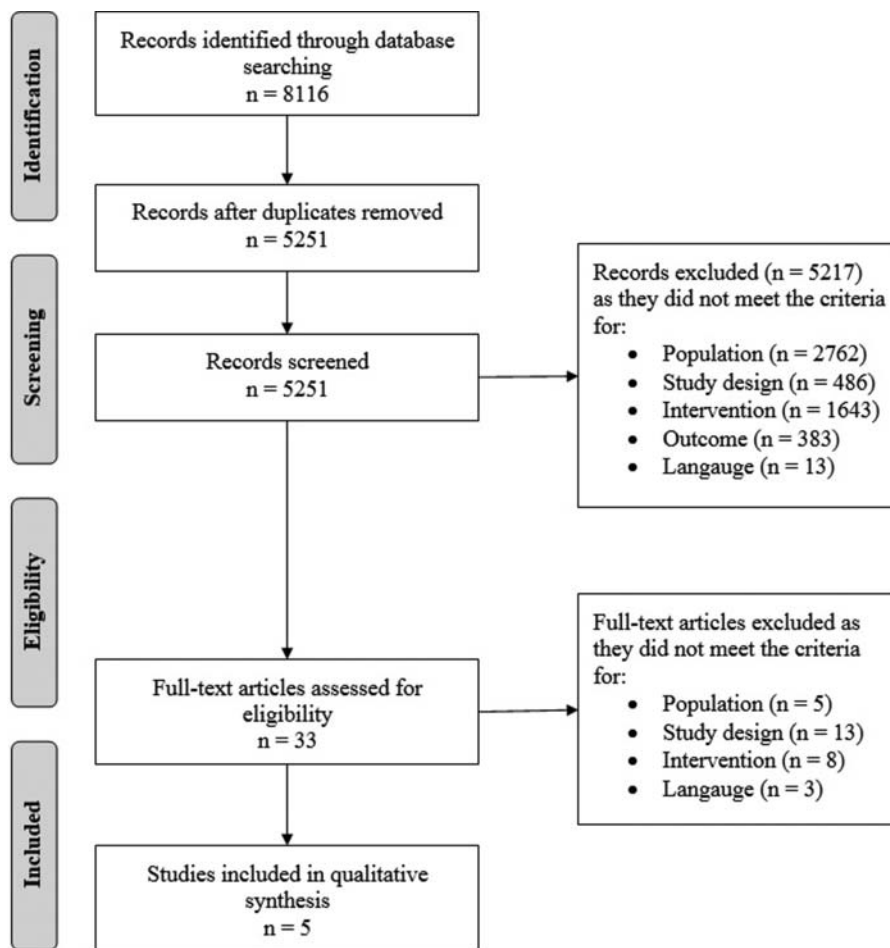 Identification
Records identified through database
searching
n = 8116
Records after duplicates removed
n = 5251
Screening
Records screened
n = 5251
Records excluded (n = 5217)
as they did not meet the criteria
for:
• Population (n = 2762)
• Study design (n = 486)
• Intervention (n = 1643)
• Outcome (n = 383)
• Langauge (n = 13)
Eligibility
Full-text articles assessed for
eligibility
n = 33
Full-text articles excluded as
they did not meet the criteria
for:
• Population (n = 5)
• Study design (n = 13)
• Intervention (n = 8)
• Langauge (n = 3)
Included
Studies included in qualitative
synthesis
n = 5